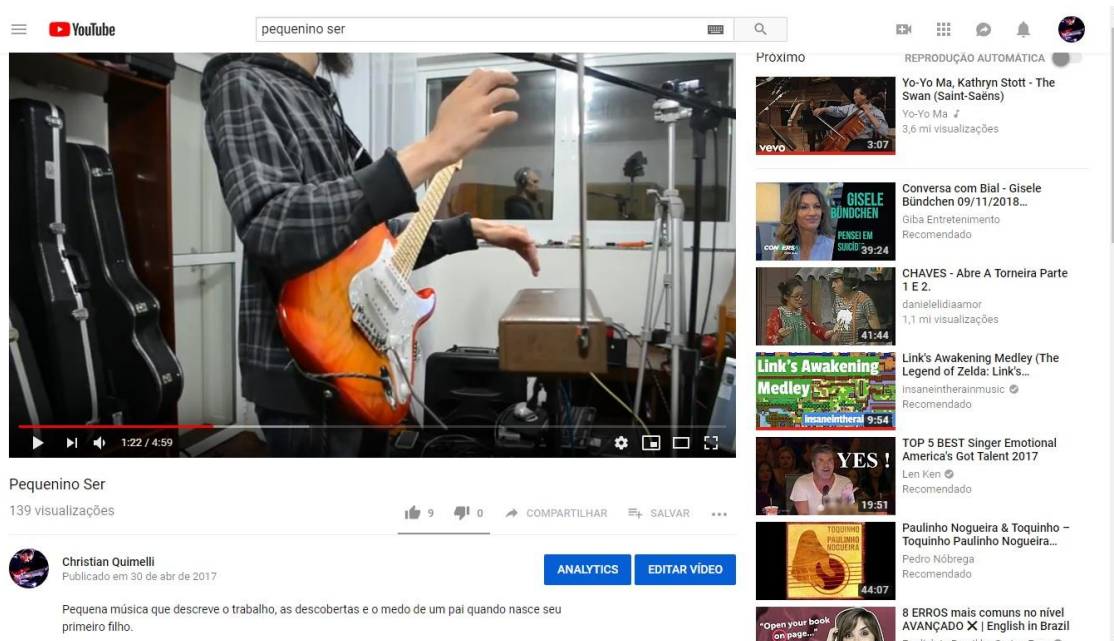 YouTube
pequenino ser
1:22 / 4:59
Pequenino Ser
139 visualizações
9
0
COMPARTILHAR
SALVAR
Christian Quimelli
Publicado em 30 de abr de 2017
ANALYTICS
EDITAR VÍDEO
Pequena música que descreve o trabalho, as descobertas e o medo de um pai quando nasce seu
primeiro filho.
Próximo
REPRODUÇÃO AUTOMÁTICA
vevo
3:07
Yo-Yo Ma, Kathryn Stott - The
Swan (Saint-Saëns)
Yo-Yo Ma
3,6 mi visualizações
GISELE
BÜNDCHEN
PENSEI EM
39:24
Conversa com Bial - Gisele
Bündchen 09/11/2018...
Giba Entretenimento
Recomendado
41:44
CHAVES - Abre A Torneira Parte
1 E 2.
danielelidiaamor
1,1 mi visualizações
Link's Awakening
Medley
9:54
Link's Awakening Medley (The
Legend of Zelda: Link's...
insaneintherainmusic
Recomendado
YES !
19:51
TOP 5 BEST Singer Emotional
America's Got Talent 2017
Len Ken
Recomendado
TOQUINHO
PAULINHO
NOGUEIRA
44:07
Paulinho Nogueira & Toquinho –
Toquinho Paulinho Nogueira...
Pedro Nóbrega
Recomendado
"Open your book
on page..."
8 ERROS mais comuns no nível
AVANÇADO ❌ | English in Brazil